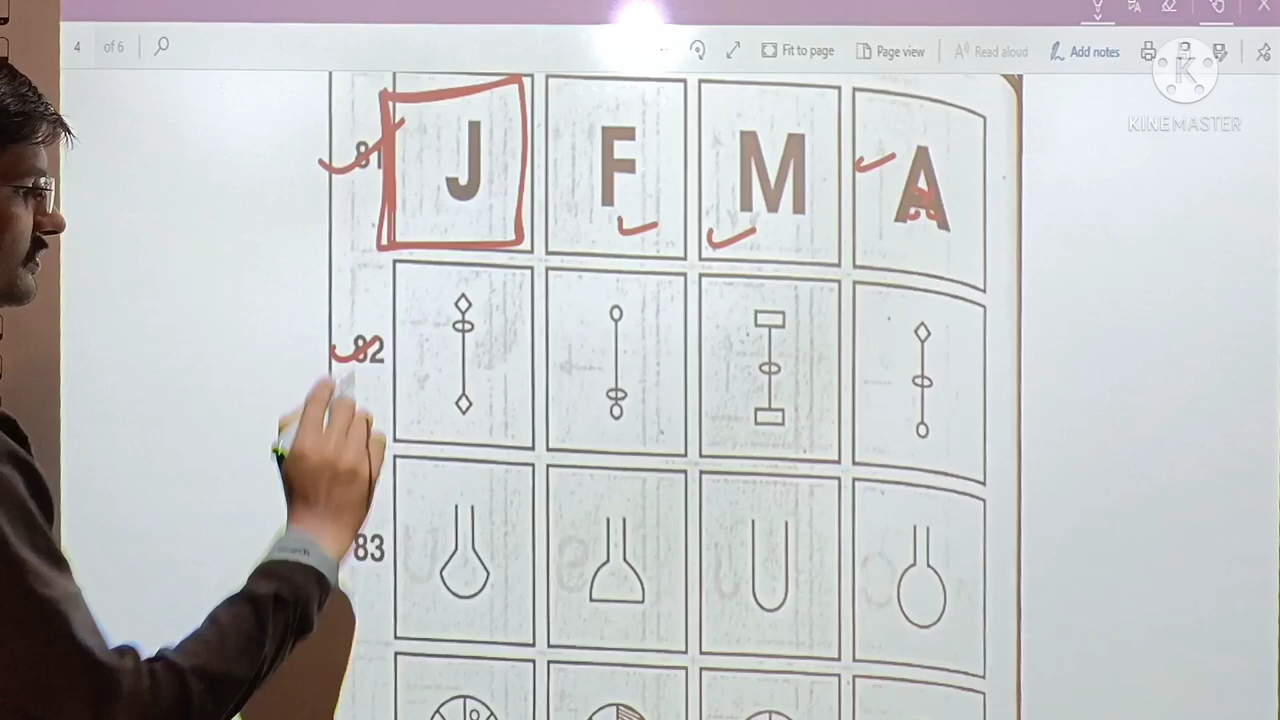 4 of 6 Fit to page Page view Read aloud Add notes
K
KINEMASTER
81 J F M A
82
83